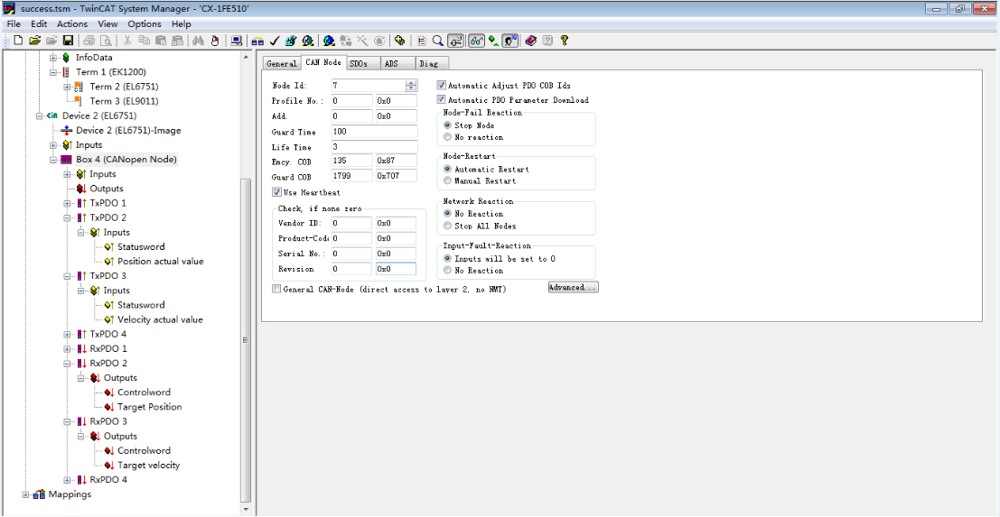 success.tsm - TwinCAT System Manager - 'CX-1FE510'
File Edit Actions View Options Help
InfoData
Term 1 (EK1200)
Term 2 (EL6751)
Term 3 (EL9011)
Device 2 (EL6751)
Device 2 (EL6751)-Image
Inputs
Box 4 (CANopen Node)
Inputs
Outputs
TxPDO 1
TxPDO 2
Inputs
Statusword
Position actual value
TxPDO 3
Inputs
Statusword
Velocity actual value
TxPDO 4
RxPDO 1
RxPDO 2
Outputs
Controlword
Target Position
RxPDO 3
Outputs
Controlword
Target velocity
RxPDO 4
Mappings
General CAN Node SDOs ADS Diag
Node Id: 7
Profile No.: 0 0x0
Add. 0 0x0
Guard Time 100
Life Time 3
Emcy. COB 135 0x87
Guard COB 1799 0x707
Use Heartbeat
Check, if none zero
Vendor ID: 0 0x0
Product-Code 0 0x0
Serial No.: 0 0x0
Revision 0 0x0
General CAN-Node (direct access to layer 2, no NMT)
Automatic Adjust PDO COB Ids
Automatic PDO Parameter Download
Node-Fail Reaction
Stop Node
No reaction
Node-Restart
Automatic Restart
Manual Restart
Network Reaction
No Reaction
Stop All Nodes
Input-Fault-Reaction
Inputs will be set to 0
No Reaction
Advanced...